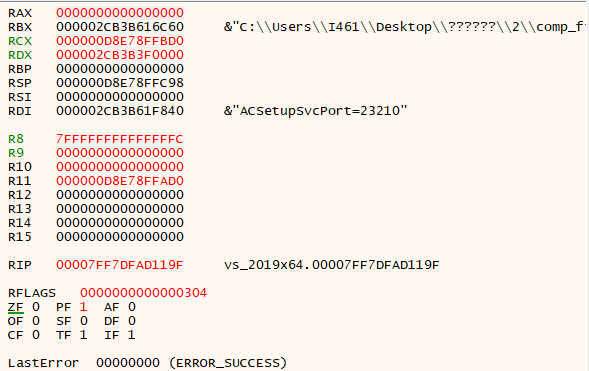 RAX 0000000000000000
RBX 000002CB3B616C60 &"C:\\Users\\I461\\Desktop\\??????\\2\\comp_f
RCX 000000D8E78FFBD0
RDX 000002CB3B3F0000
RBP 0000000000000000
RSP 000000D8E78FFC98
RSI 0000000000000000
RDI 000002CB3B61F840 &"ACSetupSvcPort=23210"
R8 7FFFFFFFFFFFFFFC
R9 0000000000000000
R10 0000000000000000
R11 000000D8E78FFAD0
R12 0000000000000000
R13 0000000000000000
R14 0000000000000000
R15 0000000000000000
RIP 00007FF7DFAD119F vs_2019x64.00007FF7DFAD119F
RFLAGS 0000000000000304
ZF 0 PF 1 AF 0
OF 0 SF 0 DF 0
CF 0 TF 1 IF 1
LastError 00000000 (ERROR_SUCCESS)